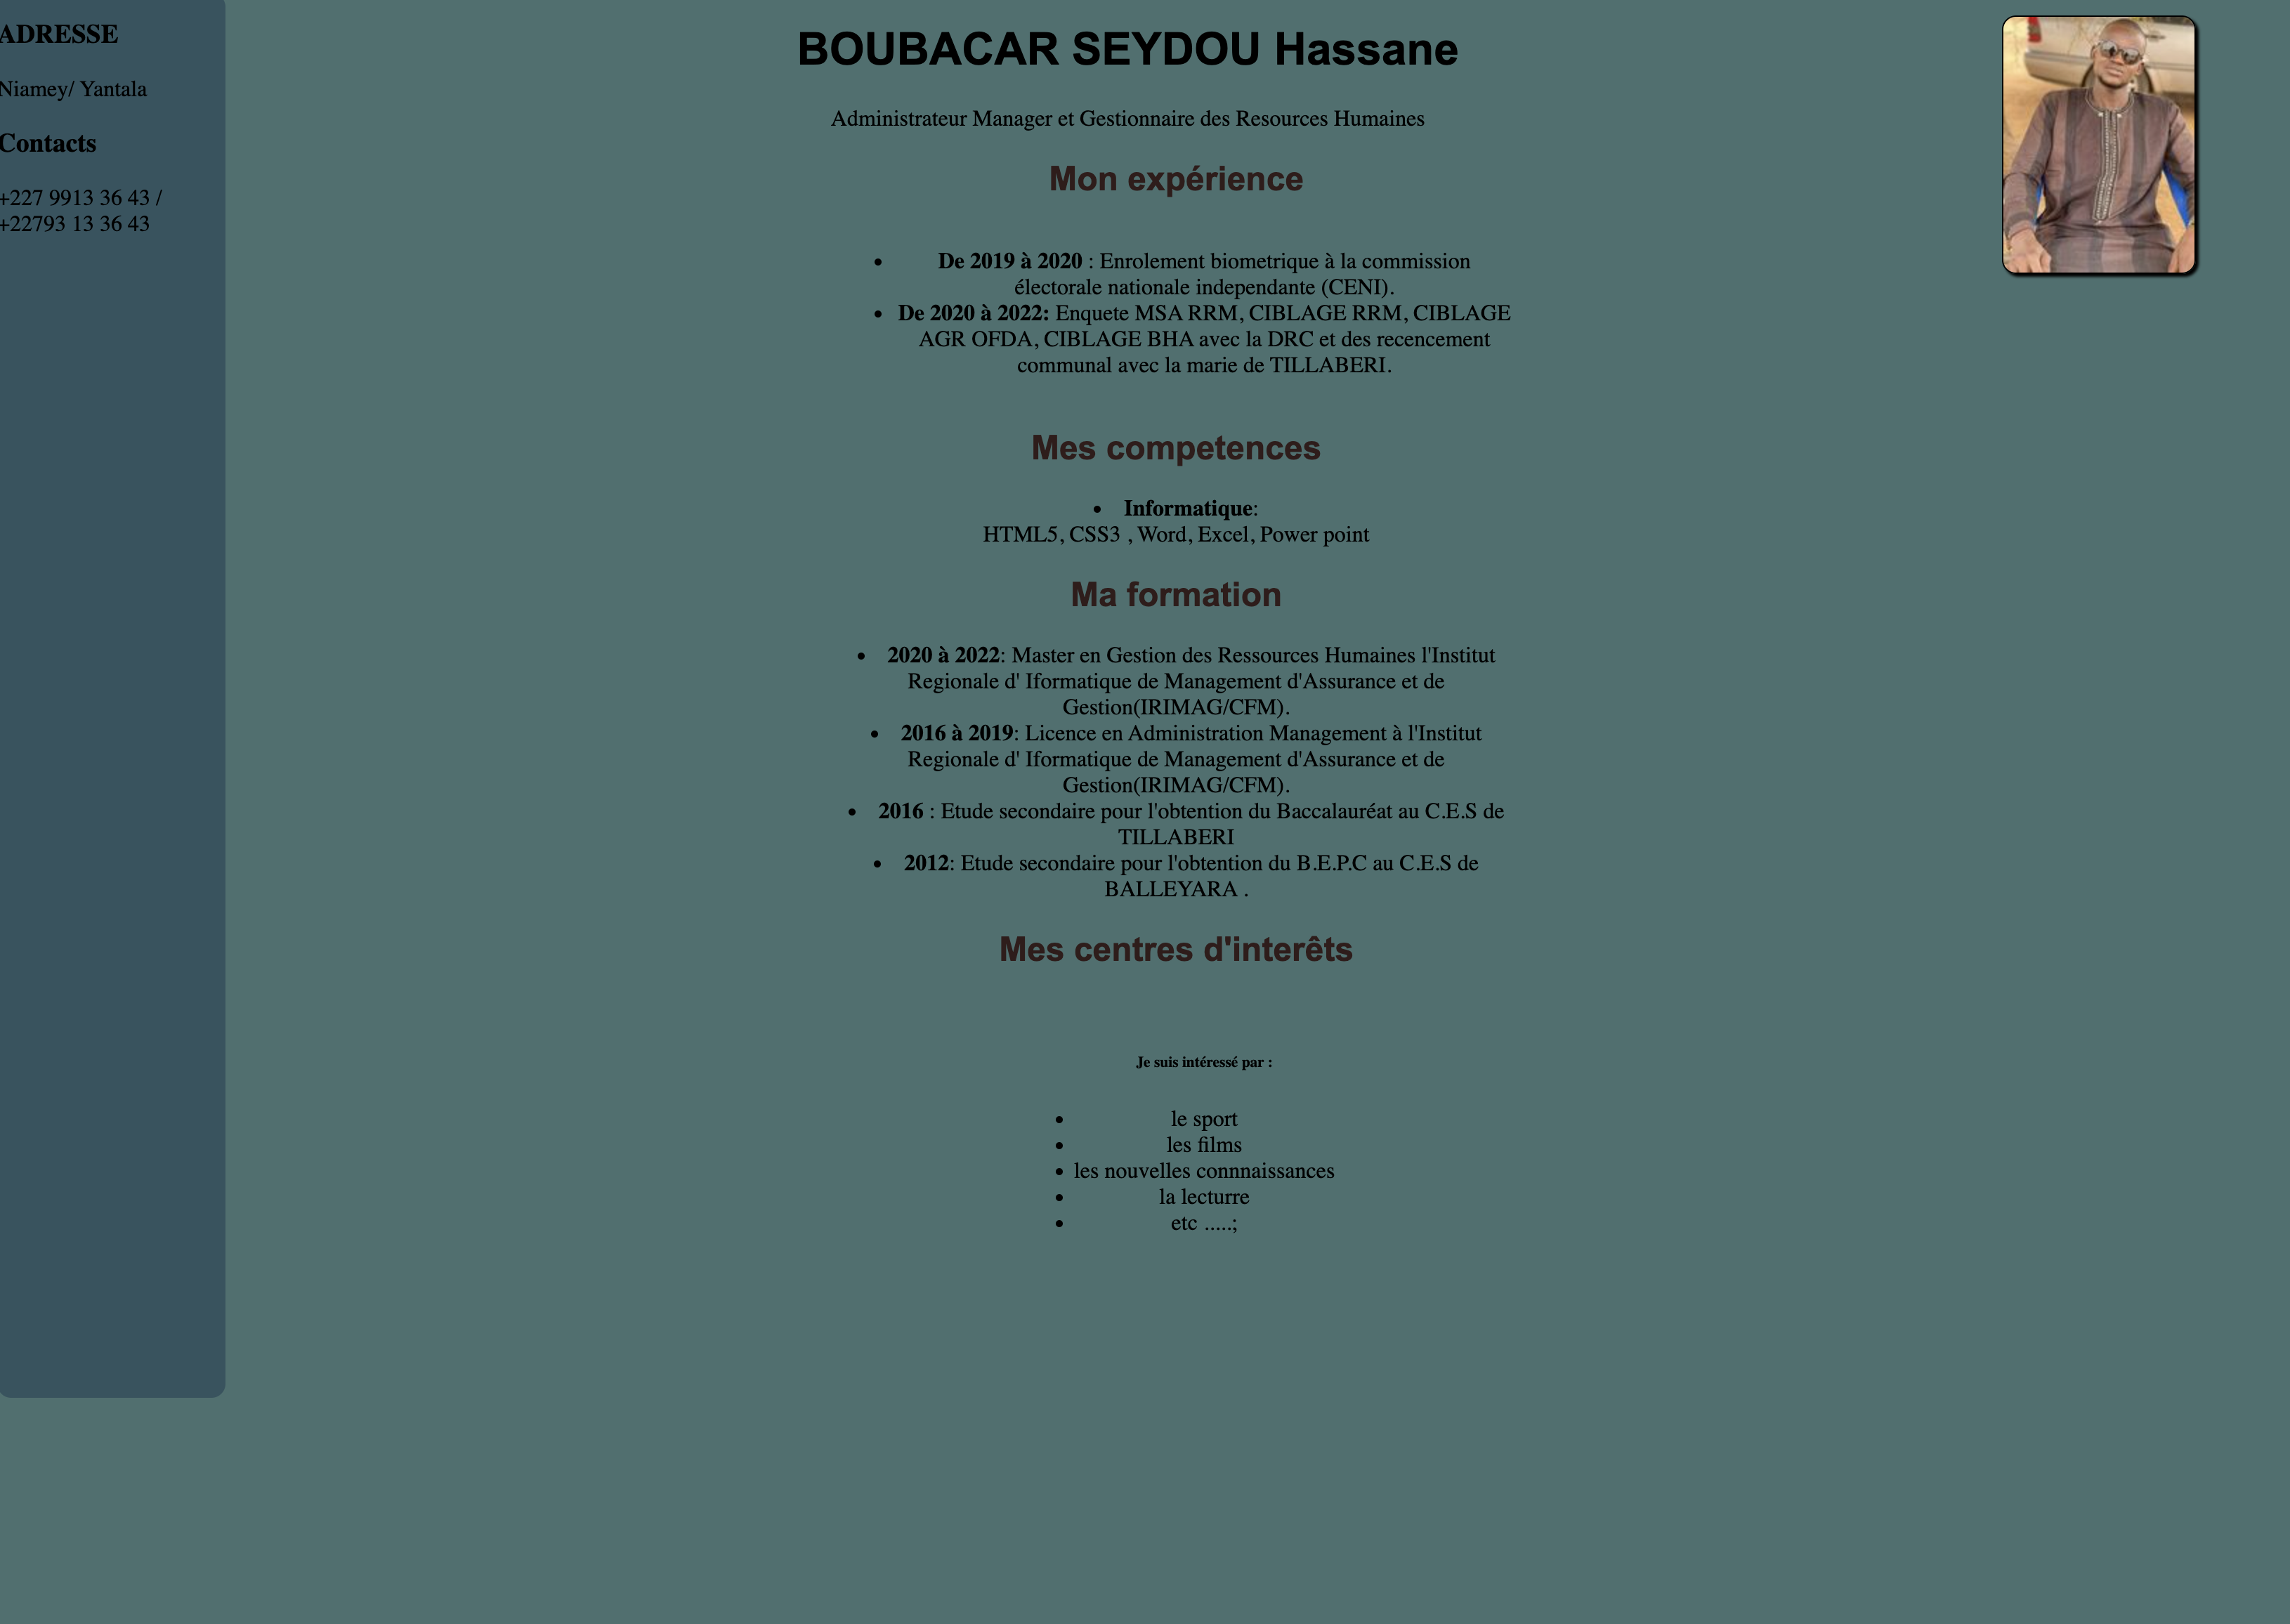 ADRESSE
Niamey/ Yantala
Contacts
+227 9913 36 43 /
+22793 13 36 43
BOUBACAR SEYDOU Hassane
Administrateur Manager et Gestionnaire des Resources Humaines
Mon expérience
• De 2019 à 2020 : Enrolement biometrique à la commission
électorale nationale independante (CENI).
• De 2020 à 2022: Enquete MSA RRM, CIBLAGE RRM, CIBLAGE
AGR OFDA, CIBLAGE BHA avec la DRC et des recencement
communal avec la marie de TILLABERI.
Mes competences
• Informatique:
HTML5, CSS3 , Word, Excel, Power point
Ma formation
• 2020 à 2022: Master en Gestion des Ressources Humaines l'Institut
Regionale d' Iformatique de Management d'Assurance et de
Gestion(IRIMAG/CFM).
• 2016 à 2019: Licence en Administration Management à l'Institut
Regionale d' Iformatique de Management d'Assurance et de
Gestion(IRIMAG/CFM).
• 2016 : Etude secondaire pour l'obtention du Baccalauréat au C.E.S de
TILLABERI
• 2012: Etude secondaire pour l'obtention du B.E.P.C au C.E.S de
BALLEYARA .
Mes centres d'interêts
Je suis intéressé par :
• le sport
• les films
• les nouvelles connnaissances
• la lecturre
• etc .....;